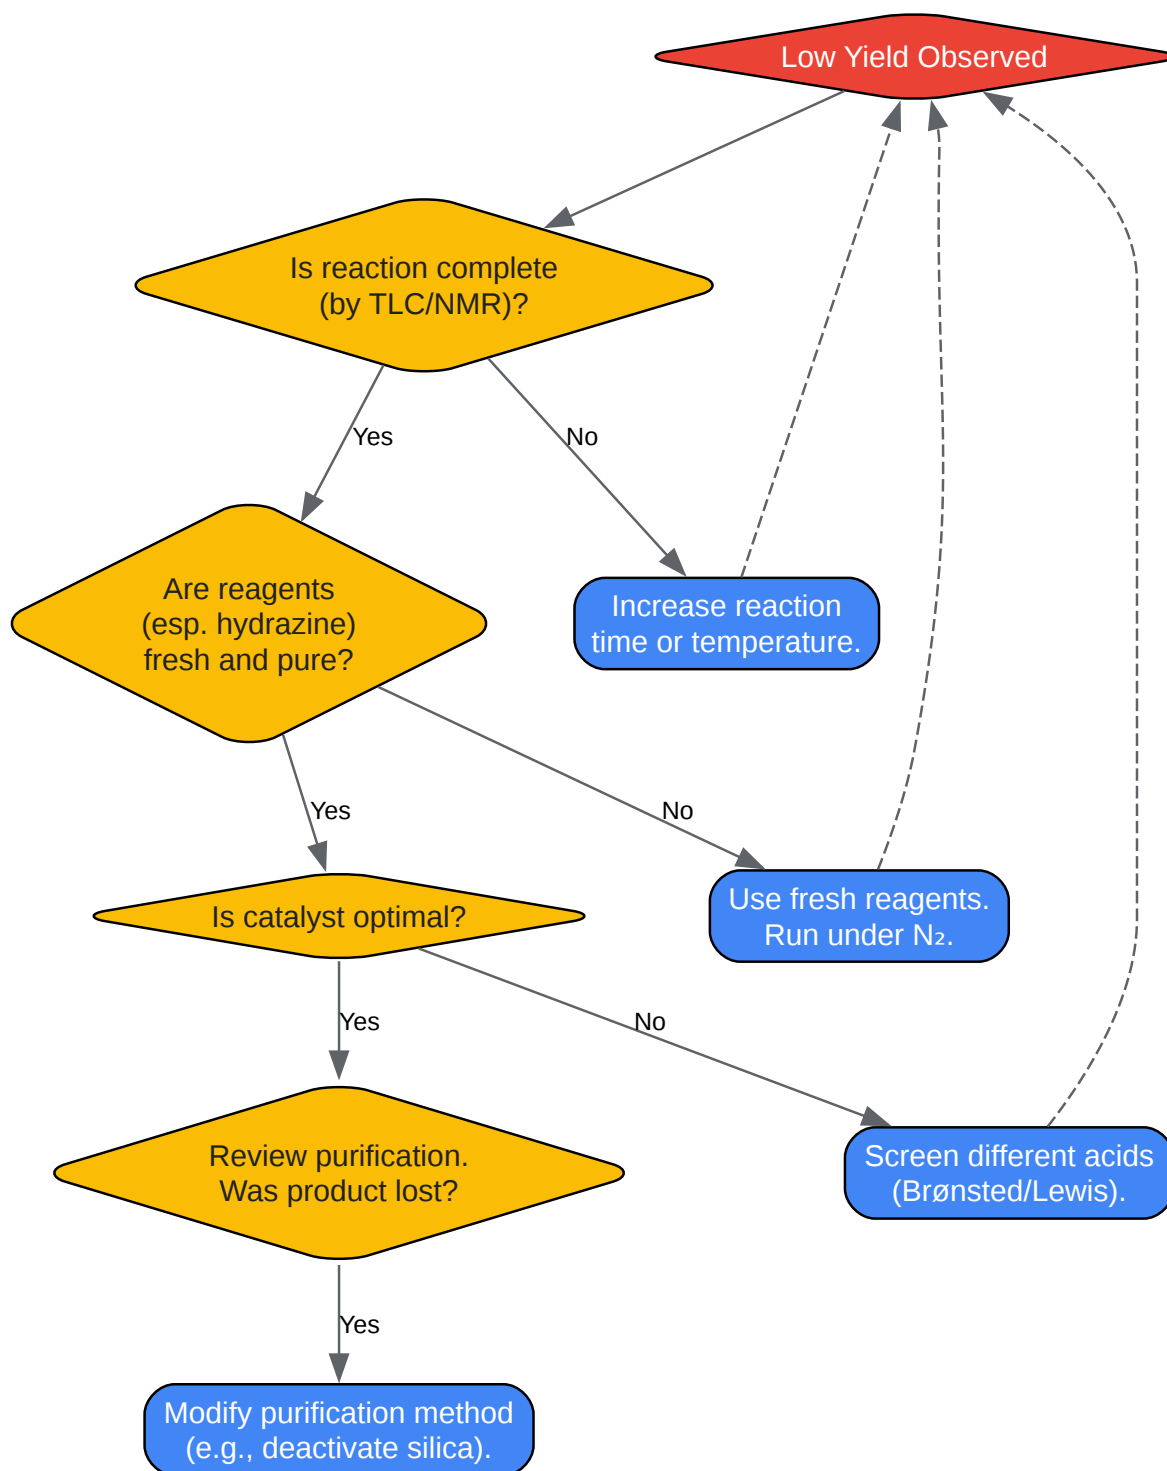 Low Yield Observed
Is reaction complete
(by TLC/NMR)?
Yes
No
Are reagents
(esp. hydrazine)
fresh and pure?
Increase reaction
time or temperature.
Yes
No
Is catalyst optimal?
Use fresh reagents.
Run under N₂.
Yes
No
Review purification.
Was product lost?
Screen different acids
(Brønsted/Lewis).
Yes
Modify purification method
(e.g., deactivate silica).